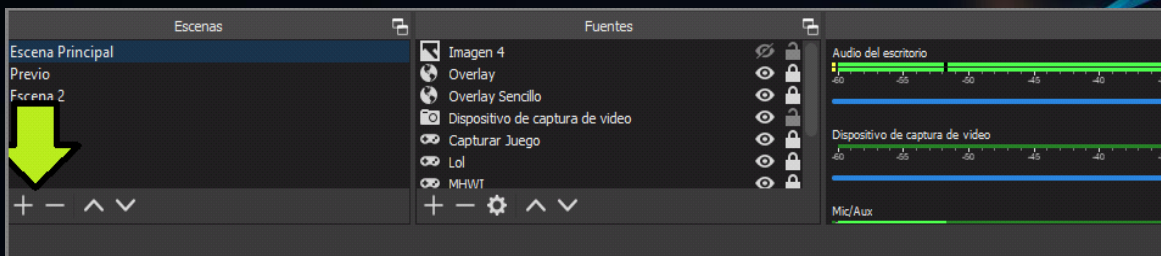 Escenas
Escena Principal
Previo
Escena 2
Fuentes
Imagen 4
Overlay
Overlay Sencillo
Dispositivo de captura de video
Capturar Juego
Lol
MHWI
Audio del escritorio
-60 -55 -50 -45 -40
Dispositivo de captura de video
-60 -55 -50 -45 -40
Mic/Aux